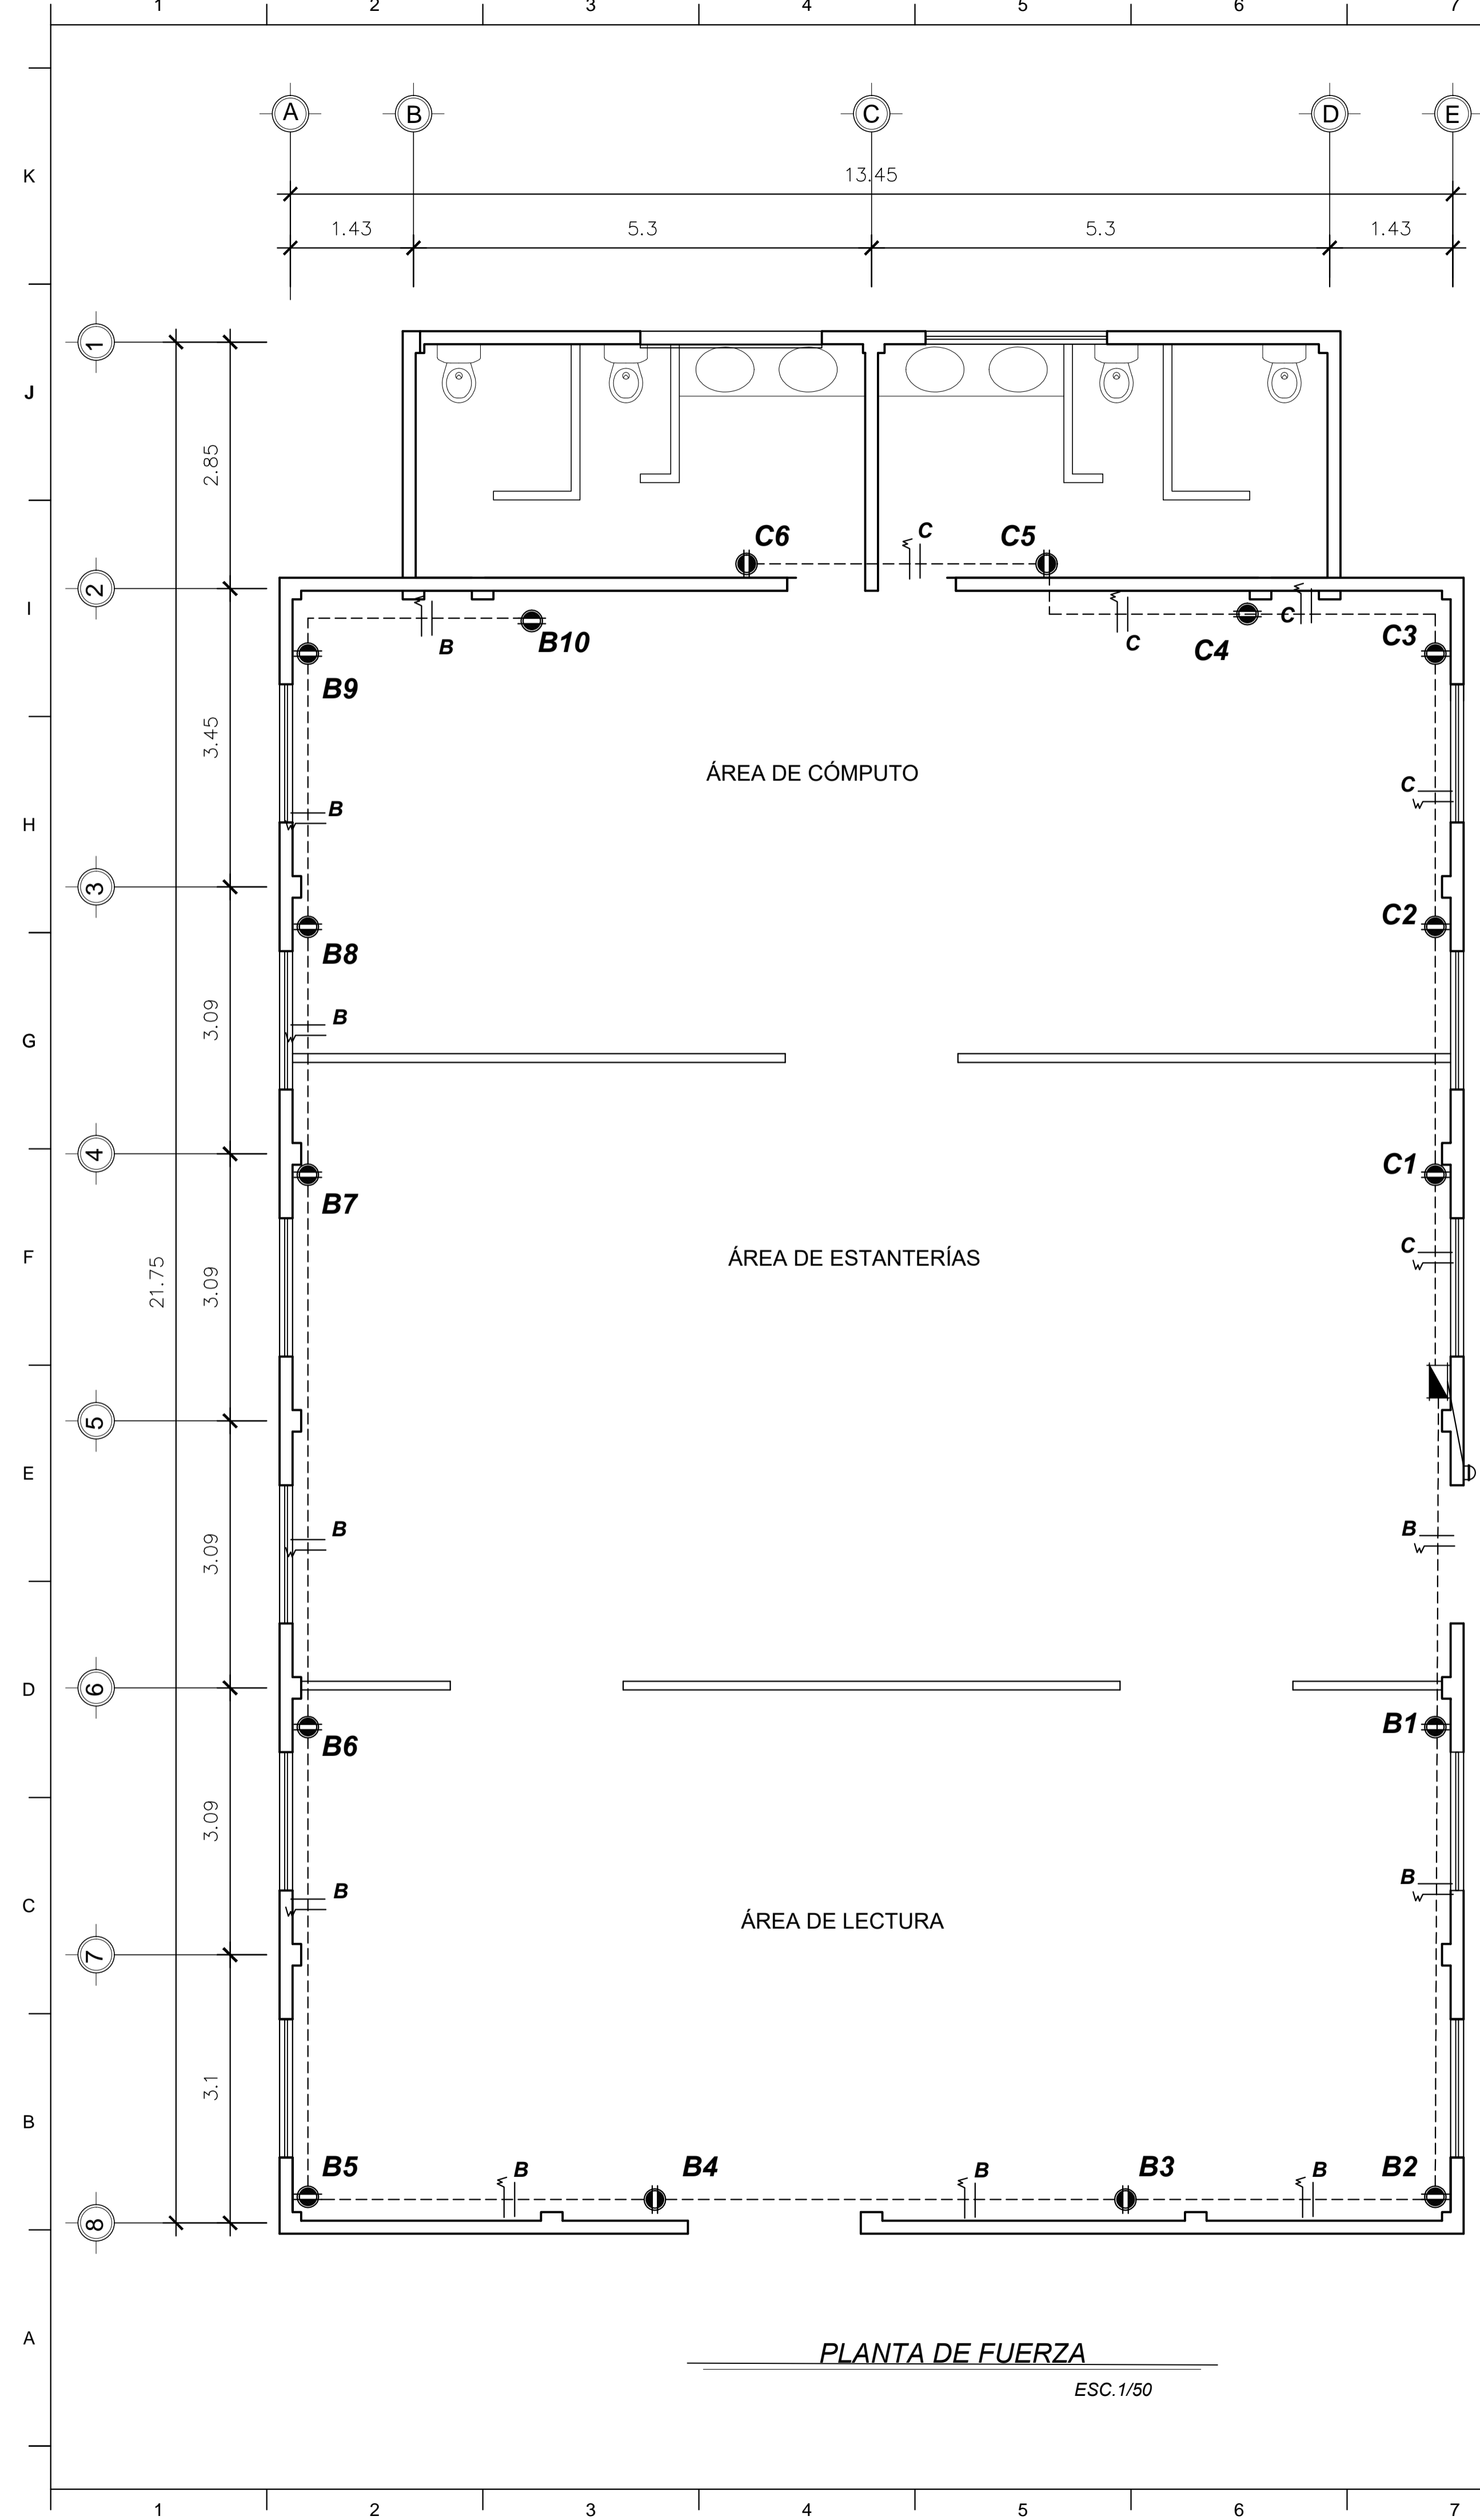 1 2 3 4 5 6 7
A B C D E
K
13.45
1.43 5.3 5.3 1.43
1
J
2.85
C6 C C5
2
I
B B10 C C4 C C3
B9
3.45
ÁREA DE CÓMPUTO
C
H
B
3
C2
B8
3.09
B
G
4
C1
B7
C
F
ÁREA DE ESTANTERÍAS
21.75
3.09
5
E
B B
3.09
D
6
B1
B6
3.09
C
B B
ÁREA DE LECTURA
7
3.1
B
B5 B B4 B B3 B B2
8
A
PLANTA DE FUERZA
ESC.1/50
1 2 3 4 5 6 7